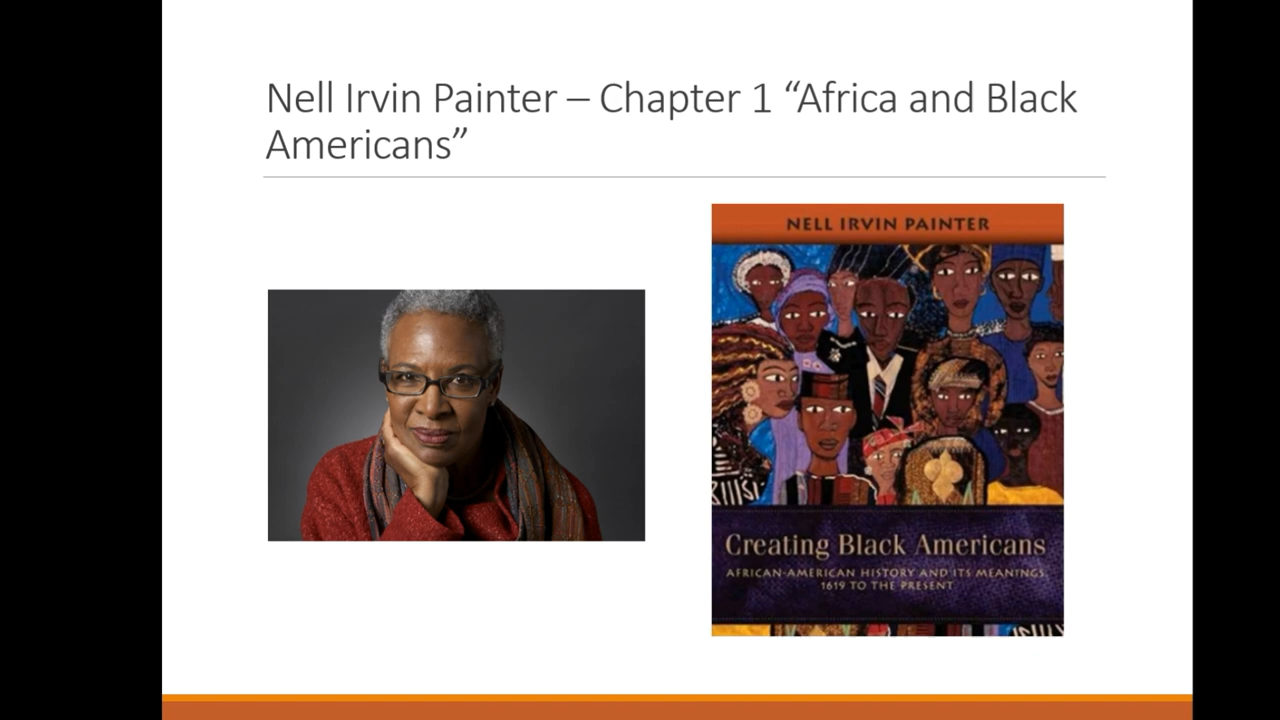 Nell Irvin Painter – Chapter 1 “Africa and Black
Americans”
NELL IRVIN PAINTER
Creating Black Americans
AFRICAN-AMERICAN HISTORY AND ITS MEANINGS,
1619 TO THE PRESENT